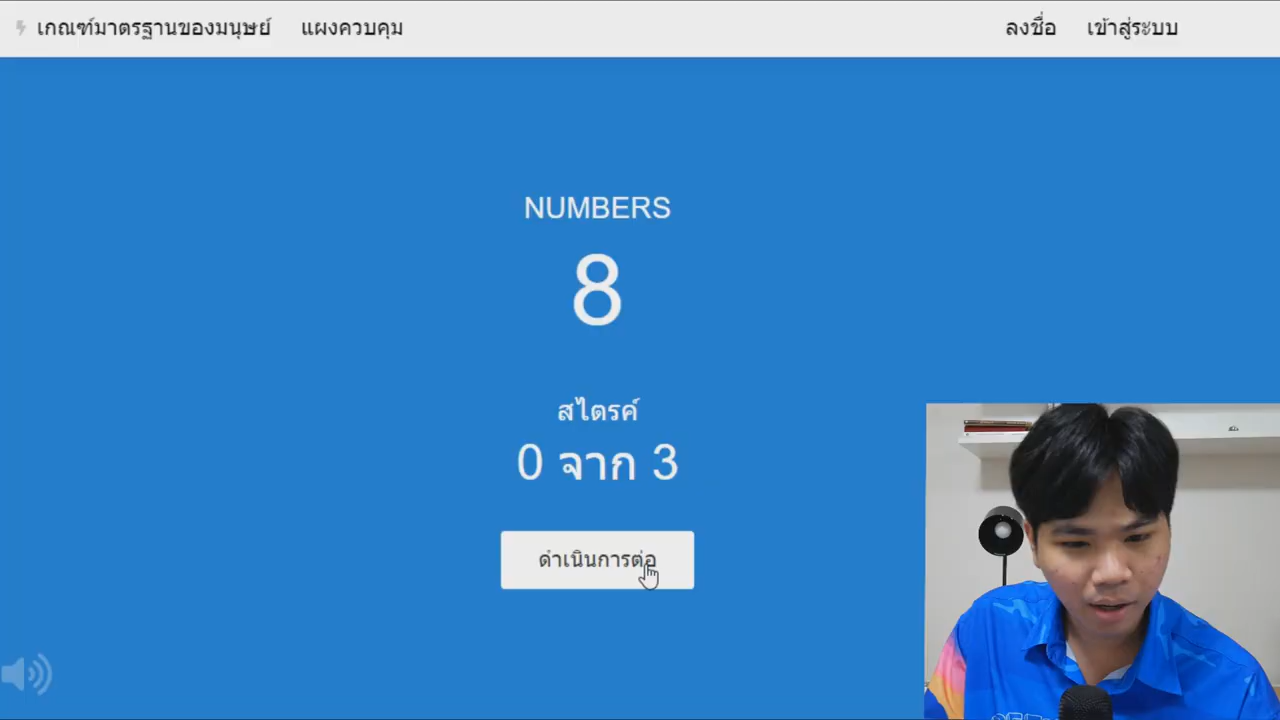 เกณฑ์มาตรฐานของมนุษย์ แผงควบคุม ลงชื่อ เข้าสู่ระบบ
NUMBERS
8
สไตรค์
0 จาก 3
ดำเนินการต่อ